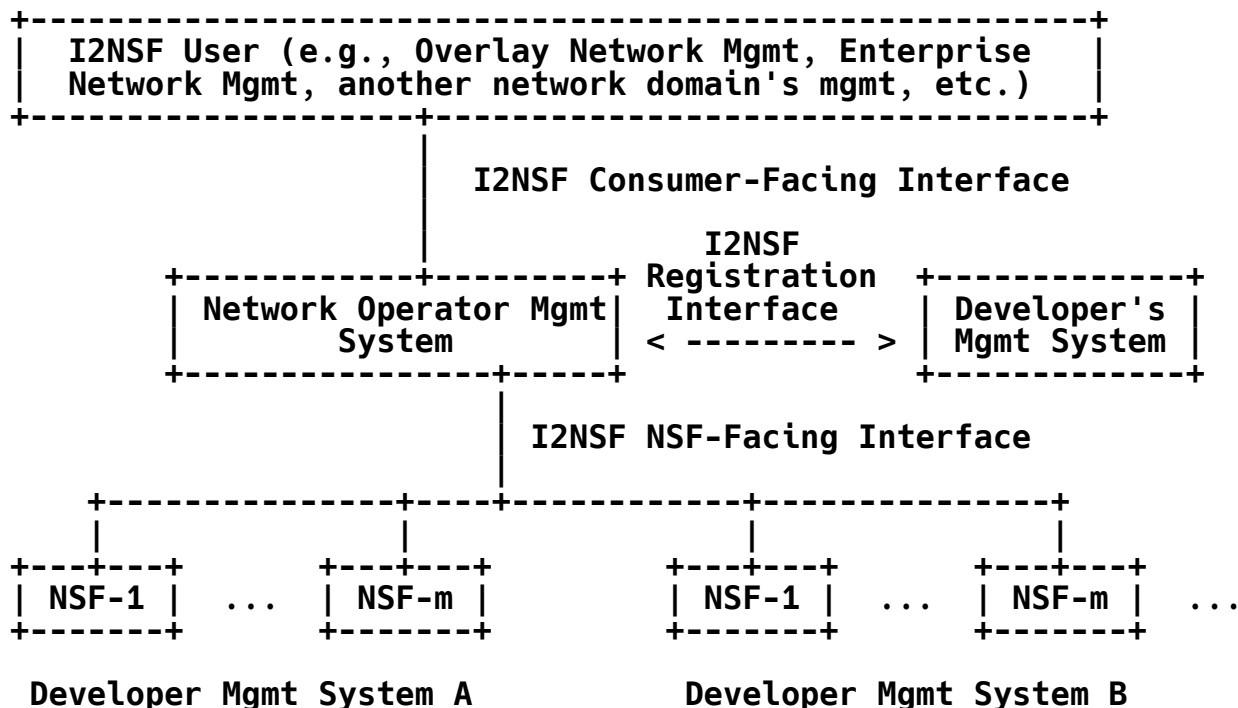 I2NSF User (e.g., Overlay Network Mgmt, Enterprise
Network Mgmt, another network domain's mgmt, etc.)
I2NSF Consumer-Facing Interface
I2NSF
Registration
Network Operator Mgmt Interface Developer's
System < --------- > Mgmt System
I2NSF NSF-Facing Interface
NSF-1 ... NSF-m NSF-1 ... NSF-m ...
Developer Mgmt System A Developer Mgmt System B